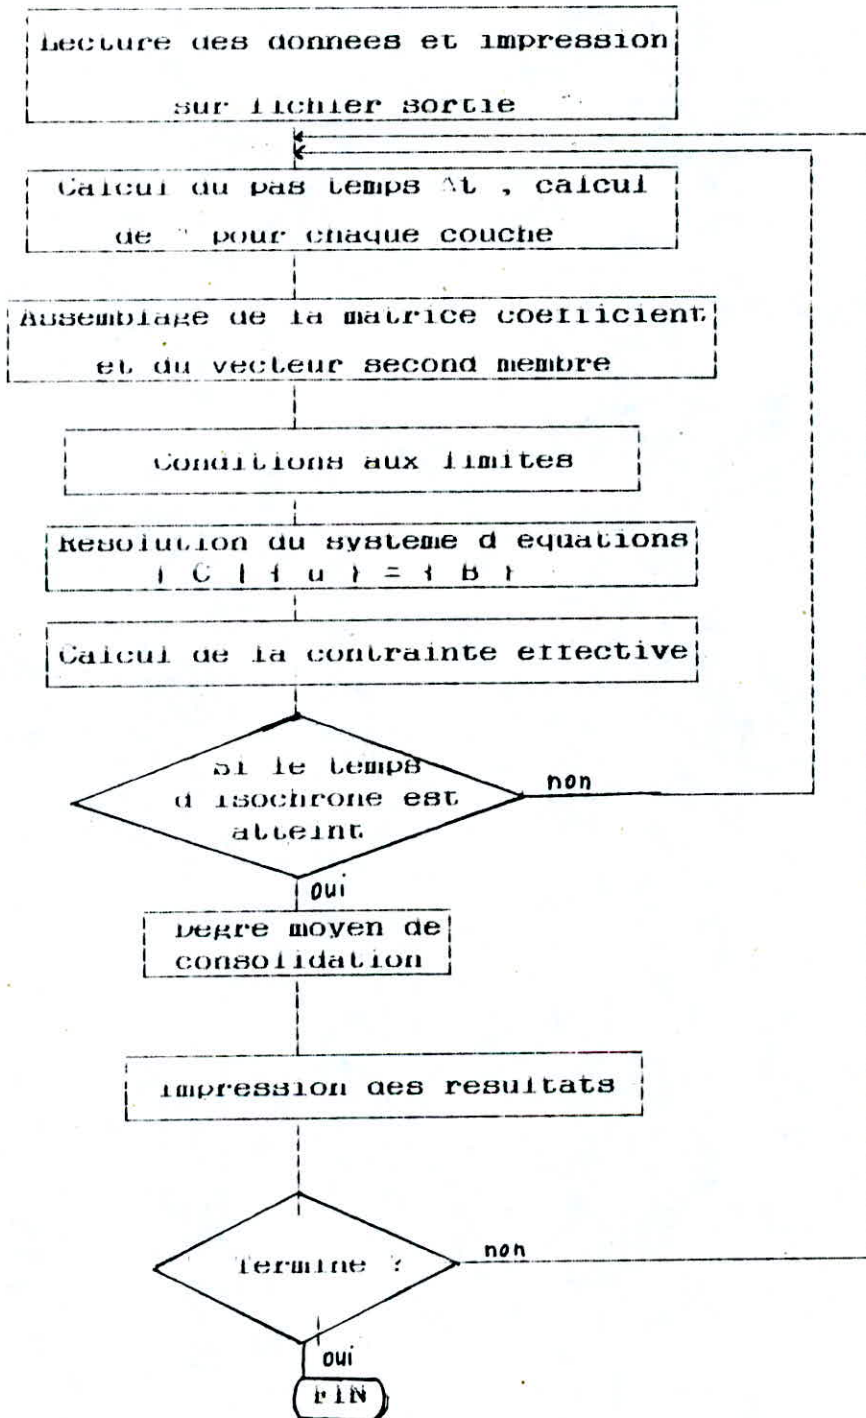 Lecture des donnees et impression
sur fichier sortie
Calcul du pas temps Δt , calcul
de pour chaque couche
Assemblage de la matrice coefficient
et du vecteur second membre
Conditions aux limites
Resolution du systeme d equations
[ C ] { u } = { B }
Calcul de la contrainte effective
Si le temps
d isochrone est
atteint
non
oui
Degre moyen de
consolidation
Impression des resultats
Termine ?
non
oui
FIN